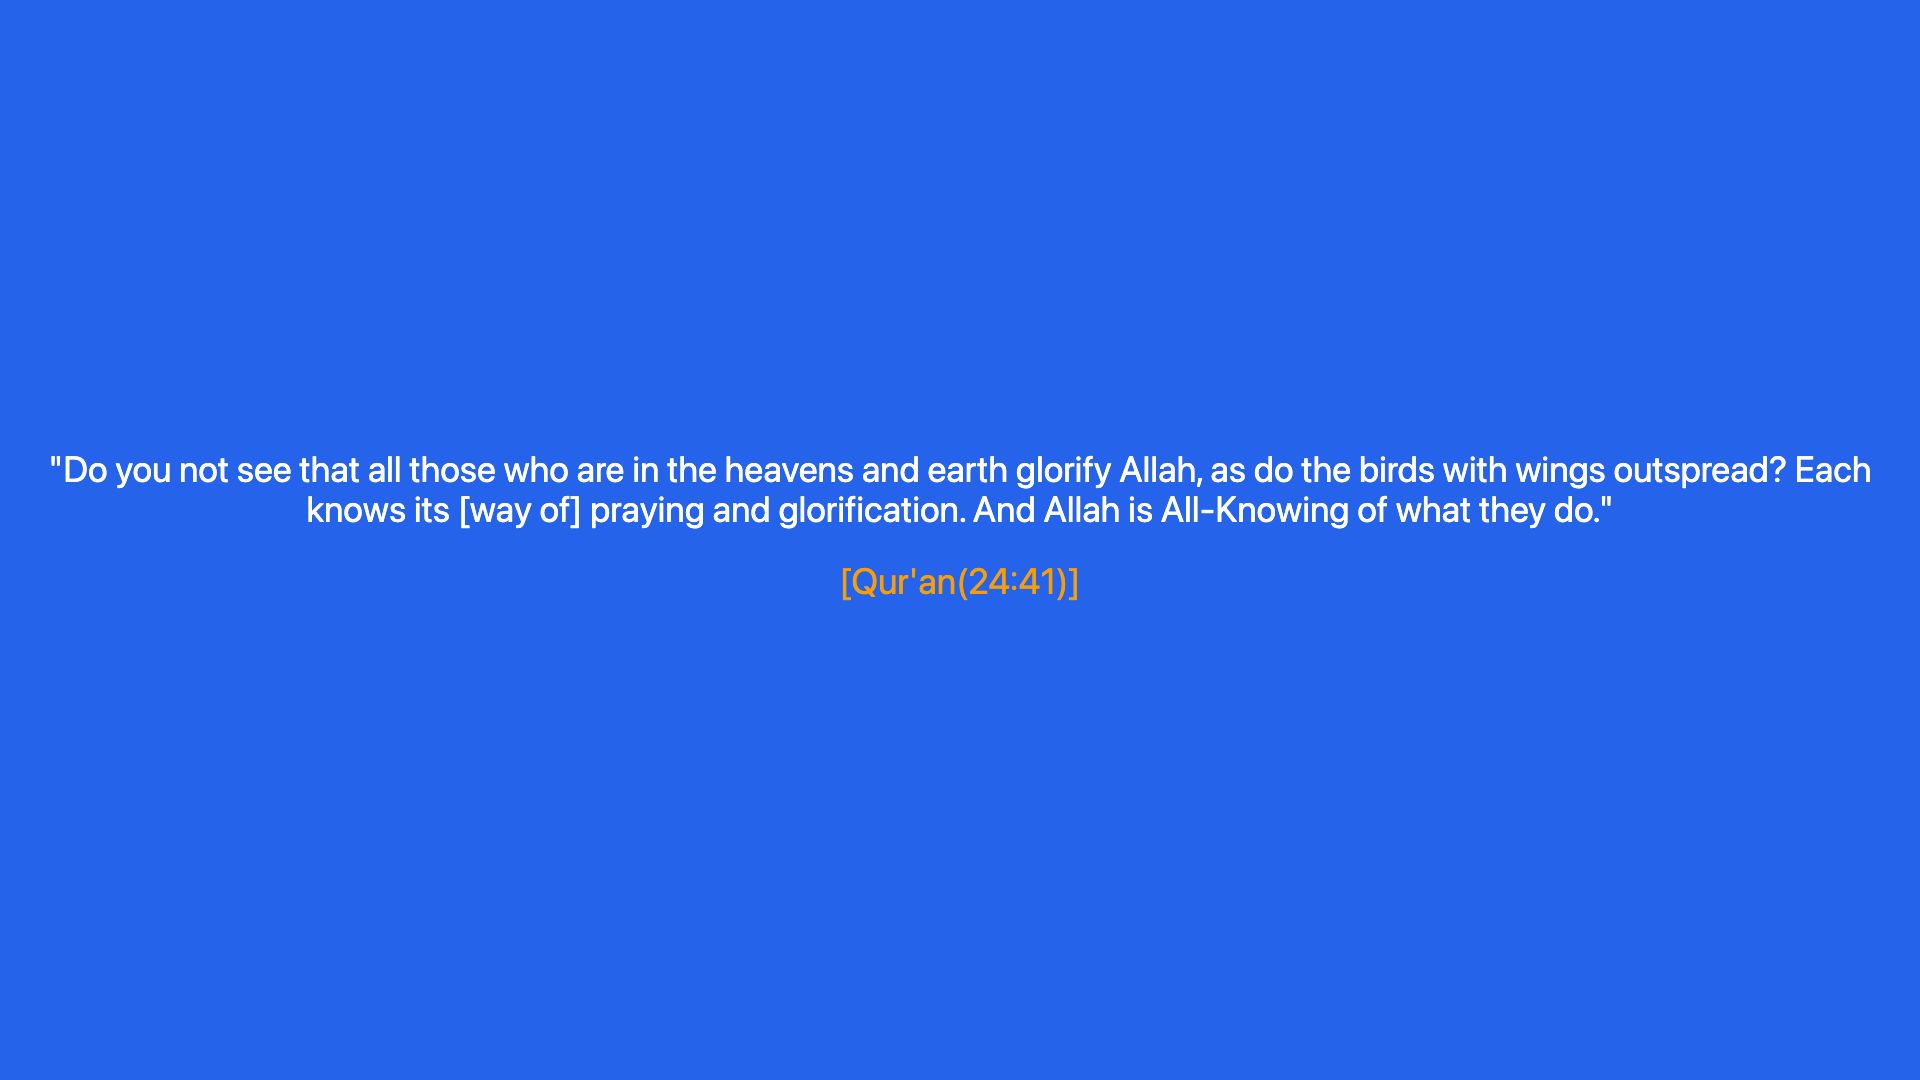 "Do you not see that all those who are in the heavens and earth glorify Allah, as do the birds with wings outspread? Each
knows its [way of] praying and glorification. And Allah is All-Knowing of what they do."
[Qur'an(24:41)]